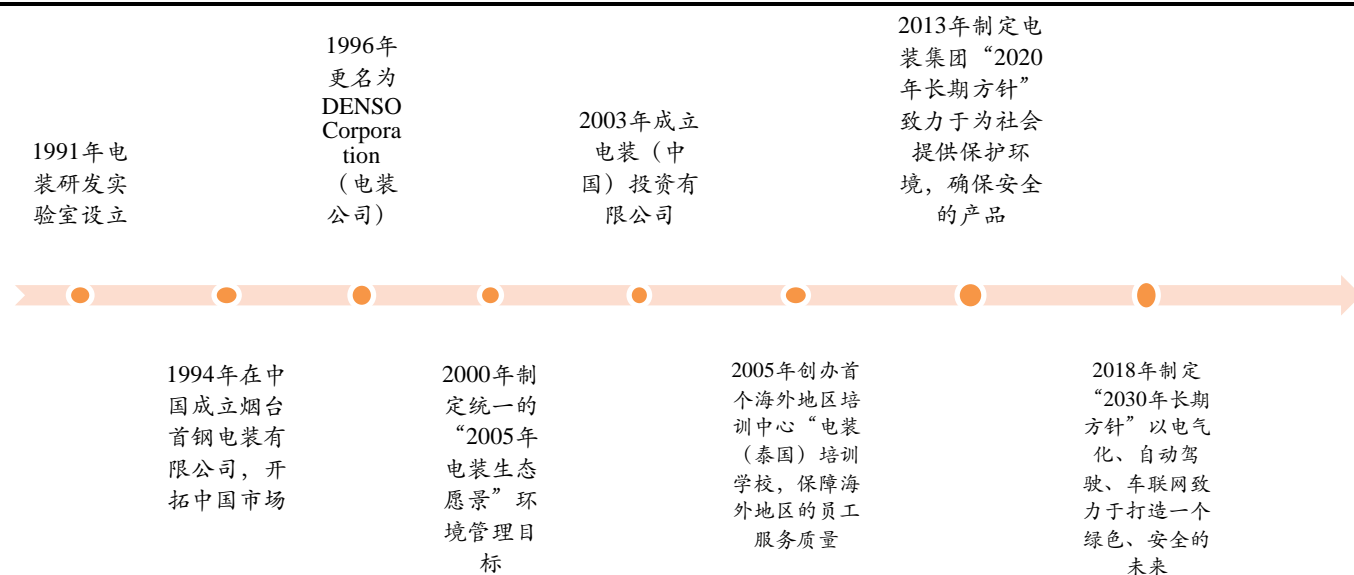 1991年电
装研发实
验室设立
1994年在中
国成立烟台
首钢电装有
限公司，开
拓中国市场
1996年
更名为
DENSO
Corpora
tion
（电装
公司）
2000年制
定统一的
“2005年
电装生态
愿景”环
境管理目
标
2003年成立
电装（中
国）投资有
限公司
2005年创办首
个海外地区培
训中心“电装
（泰国）培训
学校，保障海
外地区的员工
服务质量
2013年制定电
装集团“2020
年长期方针”
致力于为社会
提供保护环
境，确保安全
的产品
2018年制定
“2030年长期
方针”以电气
化、自动驾
驶、车联网致
力于打造一个
绿色、安全的
未来